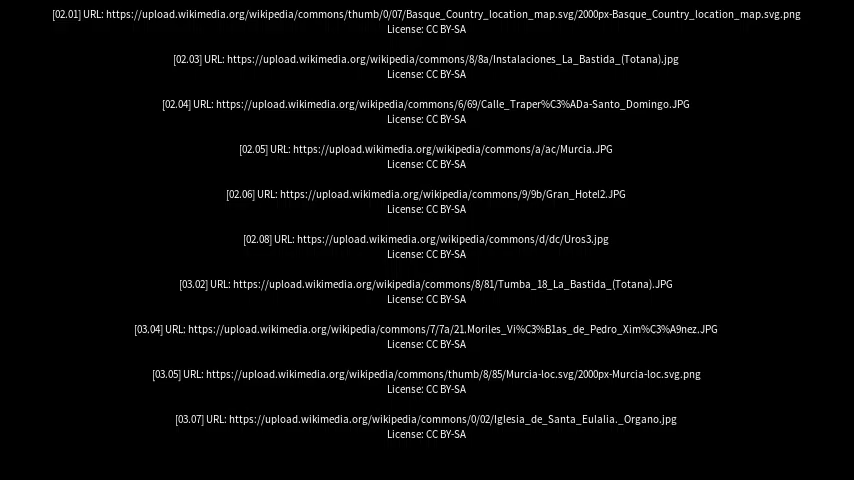 [02.01] URL: https://upload.wikimedia.org/wikipedia/commons/thumb/0/07/Basque_Country_location_map.svg/2000px-Basque_Country_location_map.svg.png
License: CC BY-SA
[02.03] URL: https://upload.wikimedia.org/wikipedia/commons/8/8a/Instalaciones_La_Bastida_(Totana).jpg
License: CC BY-SA
[02.04] URL: https://upload.wikimedia.org/wikipedia/commons/6/69/Calle_Traper%C3%ADa-Santo_Domingo.JPG
License: CC BY-SA
[02.05] URL: https://upload.wikimedia.org/wikipedia/commons/a/ac/Murcia.JPG
License: CC BY-SA
[02.06] URL: https://upload.wikimedia.org/wikipedia/commons/9/9b/Gran_Hotel2.JPG
License: CC BY-SA
[02.08] URL: https://upload.wikimedia.org/wikipedia/commons/d/dc/Uros3.jpg
License: CC BY-SA
[03.02] URL: https://upload.wikimedia.org/wikipedia/commons/8/81/Tumba_18_La_Bastida_(Totana).JPG
License: CC BY-SA
[03.04] URL: https://upload.wikimedia.org/wikipedia/commons/7/7a/21.Moriles_Vi%C3%B1as_de_Pedro_Xim%C3%A9nez.JPG
License: CC BY-SA
[03.05] URL: https://upload.wikimedia.org/wikipedia/commons/thumb/8/85/Murcia-loc.svg/2000px-Murcia-loc.svg.png
License: CC BY-SA
[03.07] URL: https://upload.wikimedia.org/wikipedia/commons/0/02/Iglesia_de_Santa_Eulalia._Organo.jpg
License: CC BY-SA